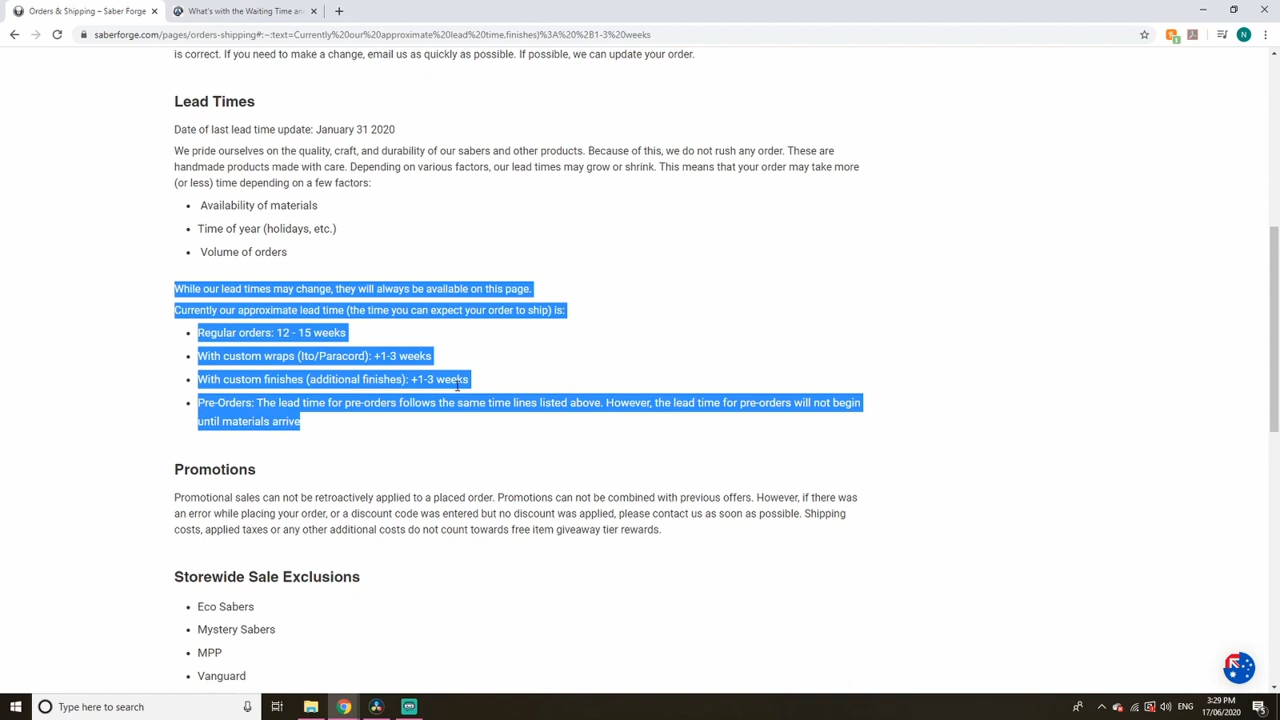 Orders & Shipping – Saber Forge
What's with the Waiting Time an
saberforge.com/pages/orders-shipping#:~:text=Currently%20our%20approximate%20lead%20time,finishes)%3A%20%2B1-3%20weeks
N
is correct. If you need to make a change, email us as quickly as possible. If possible, we can update your order.
Lead Times
Date of last lead time update: January 31 2020
We pride ourselves on the quality, craft, and durability of our sabers and other products. Because of this, we do not rush any order. These are
handmade products made with care. Depending on various factors, our lead times may grow or shrink. This means that your order may take more
(or less) time depending on a few factors:
• Availability of materials
• Time of year (holidays, etc.)
• Volume of orders
While our lead times may change, they will always be available on this page.
Currently our approximate lead time (the time you can expect your order to ship) is:
• Regular orders: 12 - 15 weeks
• With custom wraps (Ito/Paracord): +1-3 weeks
• With custom finishes (additional finishes): +1-3 weeks
• Pre-Orders: The lead time for pre-orders follows the same time lines listed above. However, the lead time for pre-orders will not begin
until materials arrive
Promotions
Promotional sales can not be retroactively applied to a placed order. Promotions can not be combined with previous offers. However, if there was
an error while placing your order, or a discount code was entered but no discount was applied, please contact us as soon as possible. Shipping
costs, applied taxes or any other additional costs do not count towards free item giveaway tier rewards.
Storewide Sale Exclusions
• Eco Sabers
• Mystery Sabers
• MPP
• Vanguard
Type here to search
ENG
3:29 PM
17/06/2020